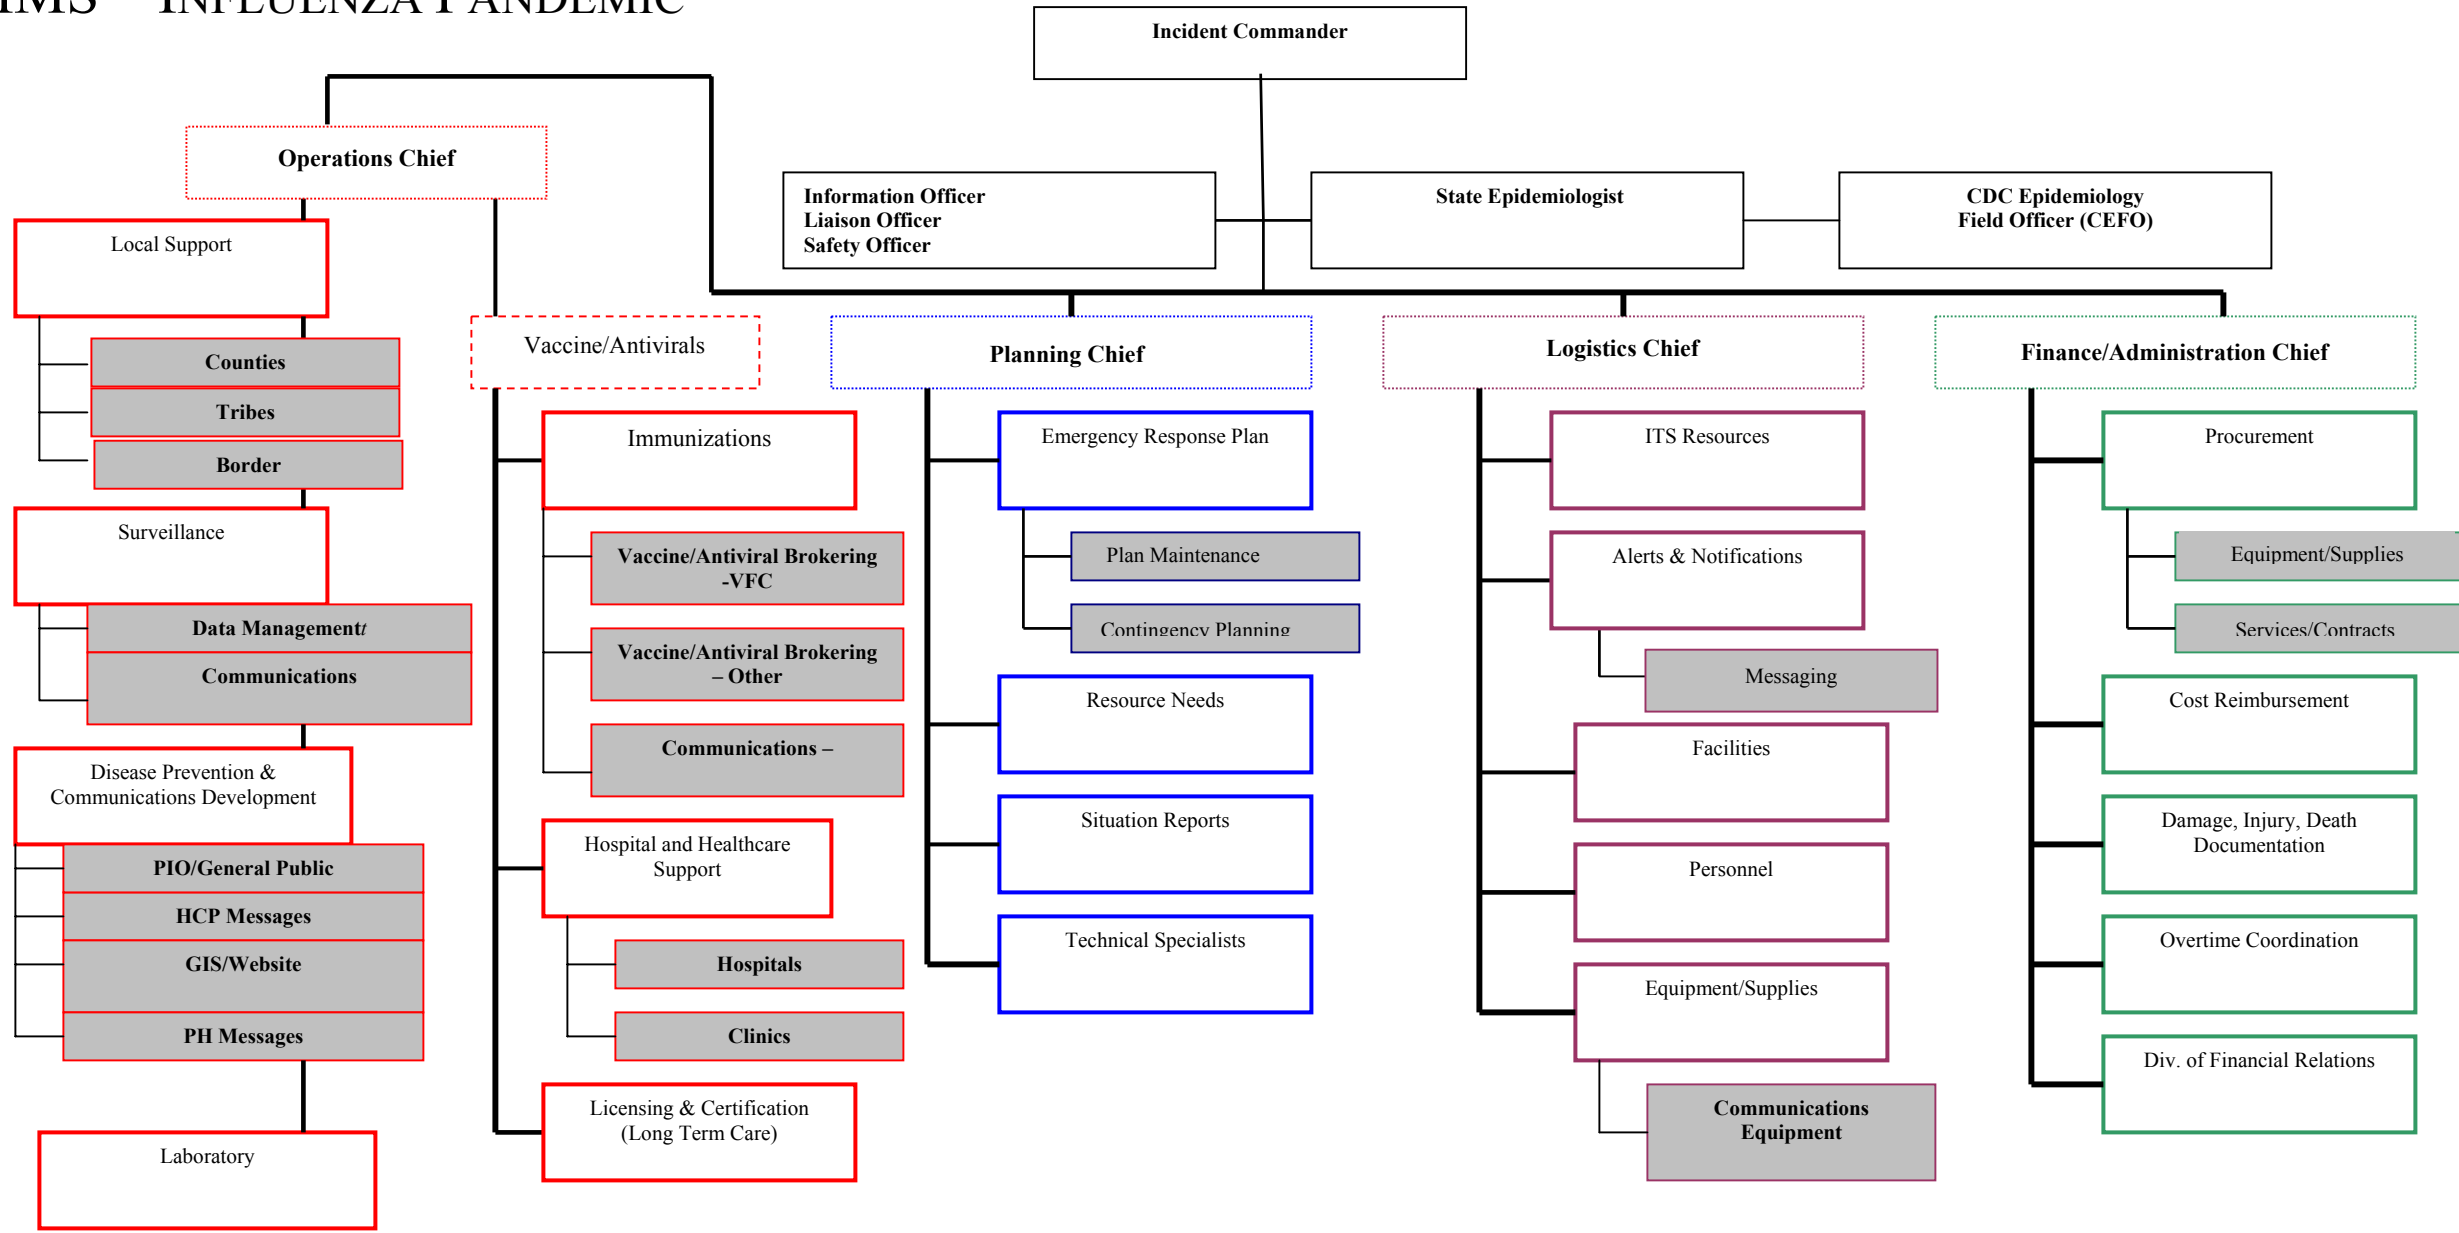 IMS – INFLUENZA PANDEMIC
Incident Commander
Operations Chief
Information Officer
Liaison Officer
Safety Officer
State Epidemiologist
CDC Epidemiology
Field Officer (CEFO)
Local Support
Counties
Tribes
Border
Surveillance
Data Management
Communications
Disease Prevention &
Communications Development
PIO/General Public
HCP Messages
GIS/Website
PH Messages
Laboratory
Vaccine/Antivirals
Immunizations
Vaccine/Antiviral Brokering
-VFC
Vaccine/Antiviral Brokering
– Other
Communications –
Hospital and Healthcare
Support
Hospitals
Clinics
Licensing & Certification
(Long Term Care)
Planning Chief
Emergency Response Plan
Plan Maintenance
Contingency Planning
Resource Needs
Situation Reports
Technical Specialists
Logistics Chief
ITS Resources
Alerts & Notifications
Messaging
Facilities
Personnel
Equipment/Supplies
Communications
Equipment
Finance/Administration Chief
Procurement
Equipment/Supplies
Services/Contracts
Cost Reimbursement
Damage, Injury, Death
Documentation
Overtime Coordination
Div. of Financial Relations